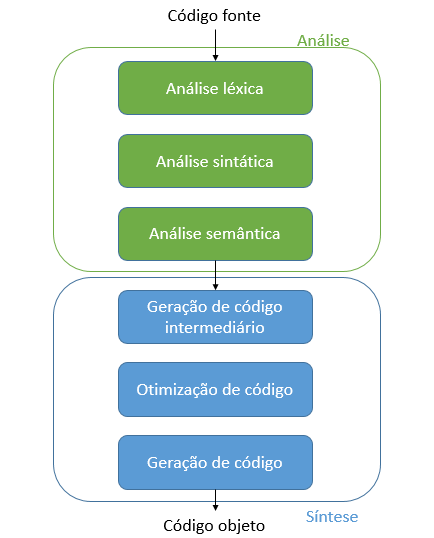 Código fonte
Análise
Análise léxica
Análise sintática
Análise semântica
Geração de código
intermediário
Otimização de código
Geração de código
Síntese
Código objeto